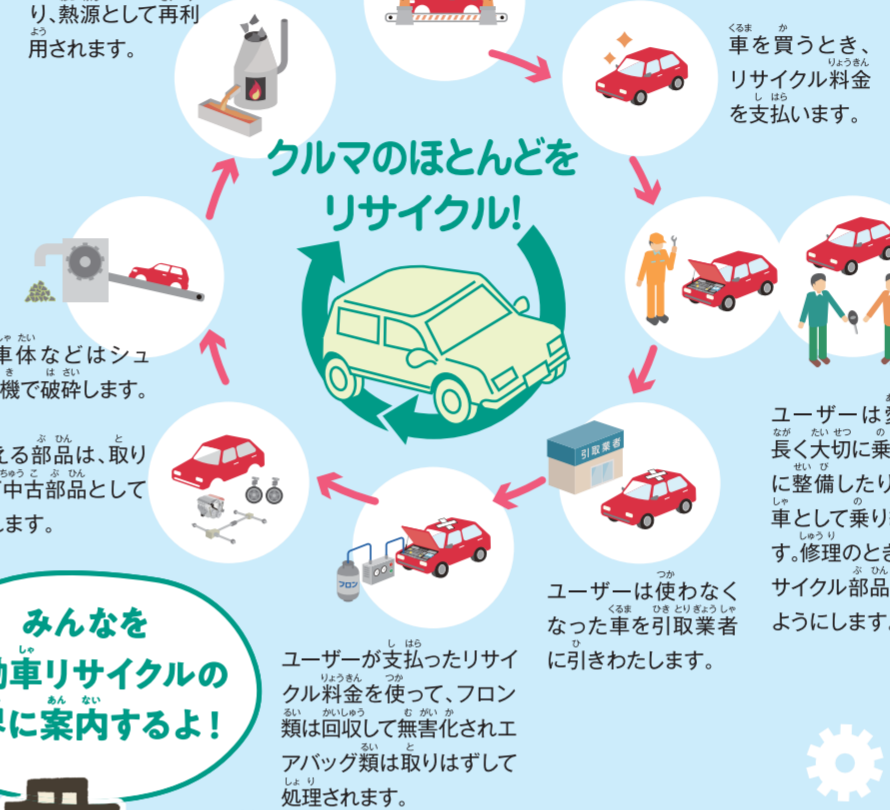 り、熱源として再利
用されます。
車を買うとき、
リサイクル料金
を支払います。
クルマのほとんどを
リサイクル!
車体などはシュ
機で破砕します。
える部品は、取り
中古部品として
します。
引取業者
フロン
ユーザーは
長く大切に乗
に整備したり
車として乗り
す。修理のとき
サイクル部品
ようにします
ユーザーは使わなく
なった車を引取業者
に引きわたします。
ユーザーが支払ったリサイ
クル料金を使って、フロン
類は回収して無害化されエ
アバッグ類は取りはずして
処理されます。
みんなを
動車リサイクルの
に案内するよ!